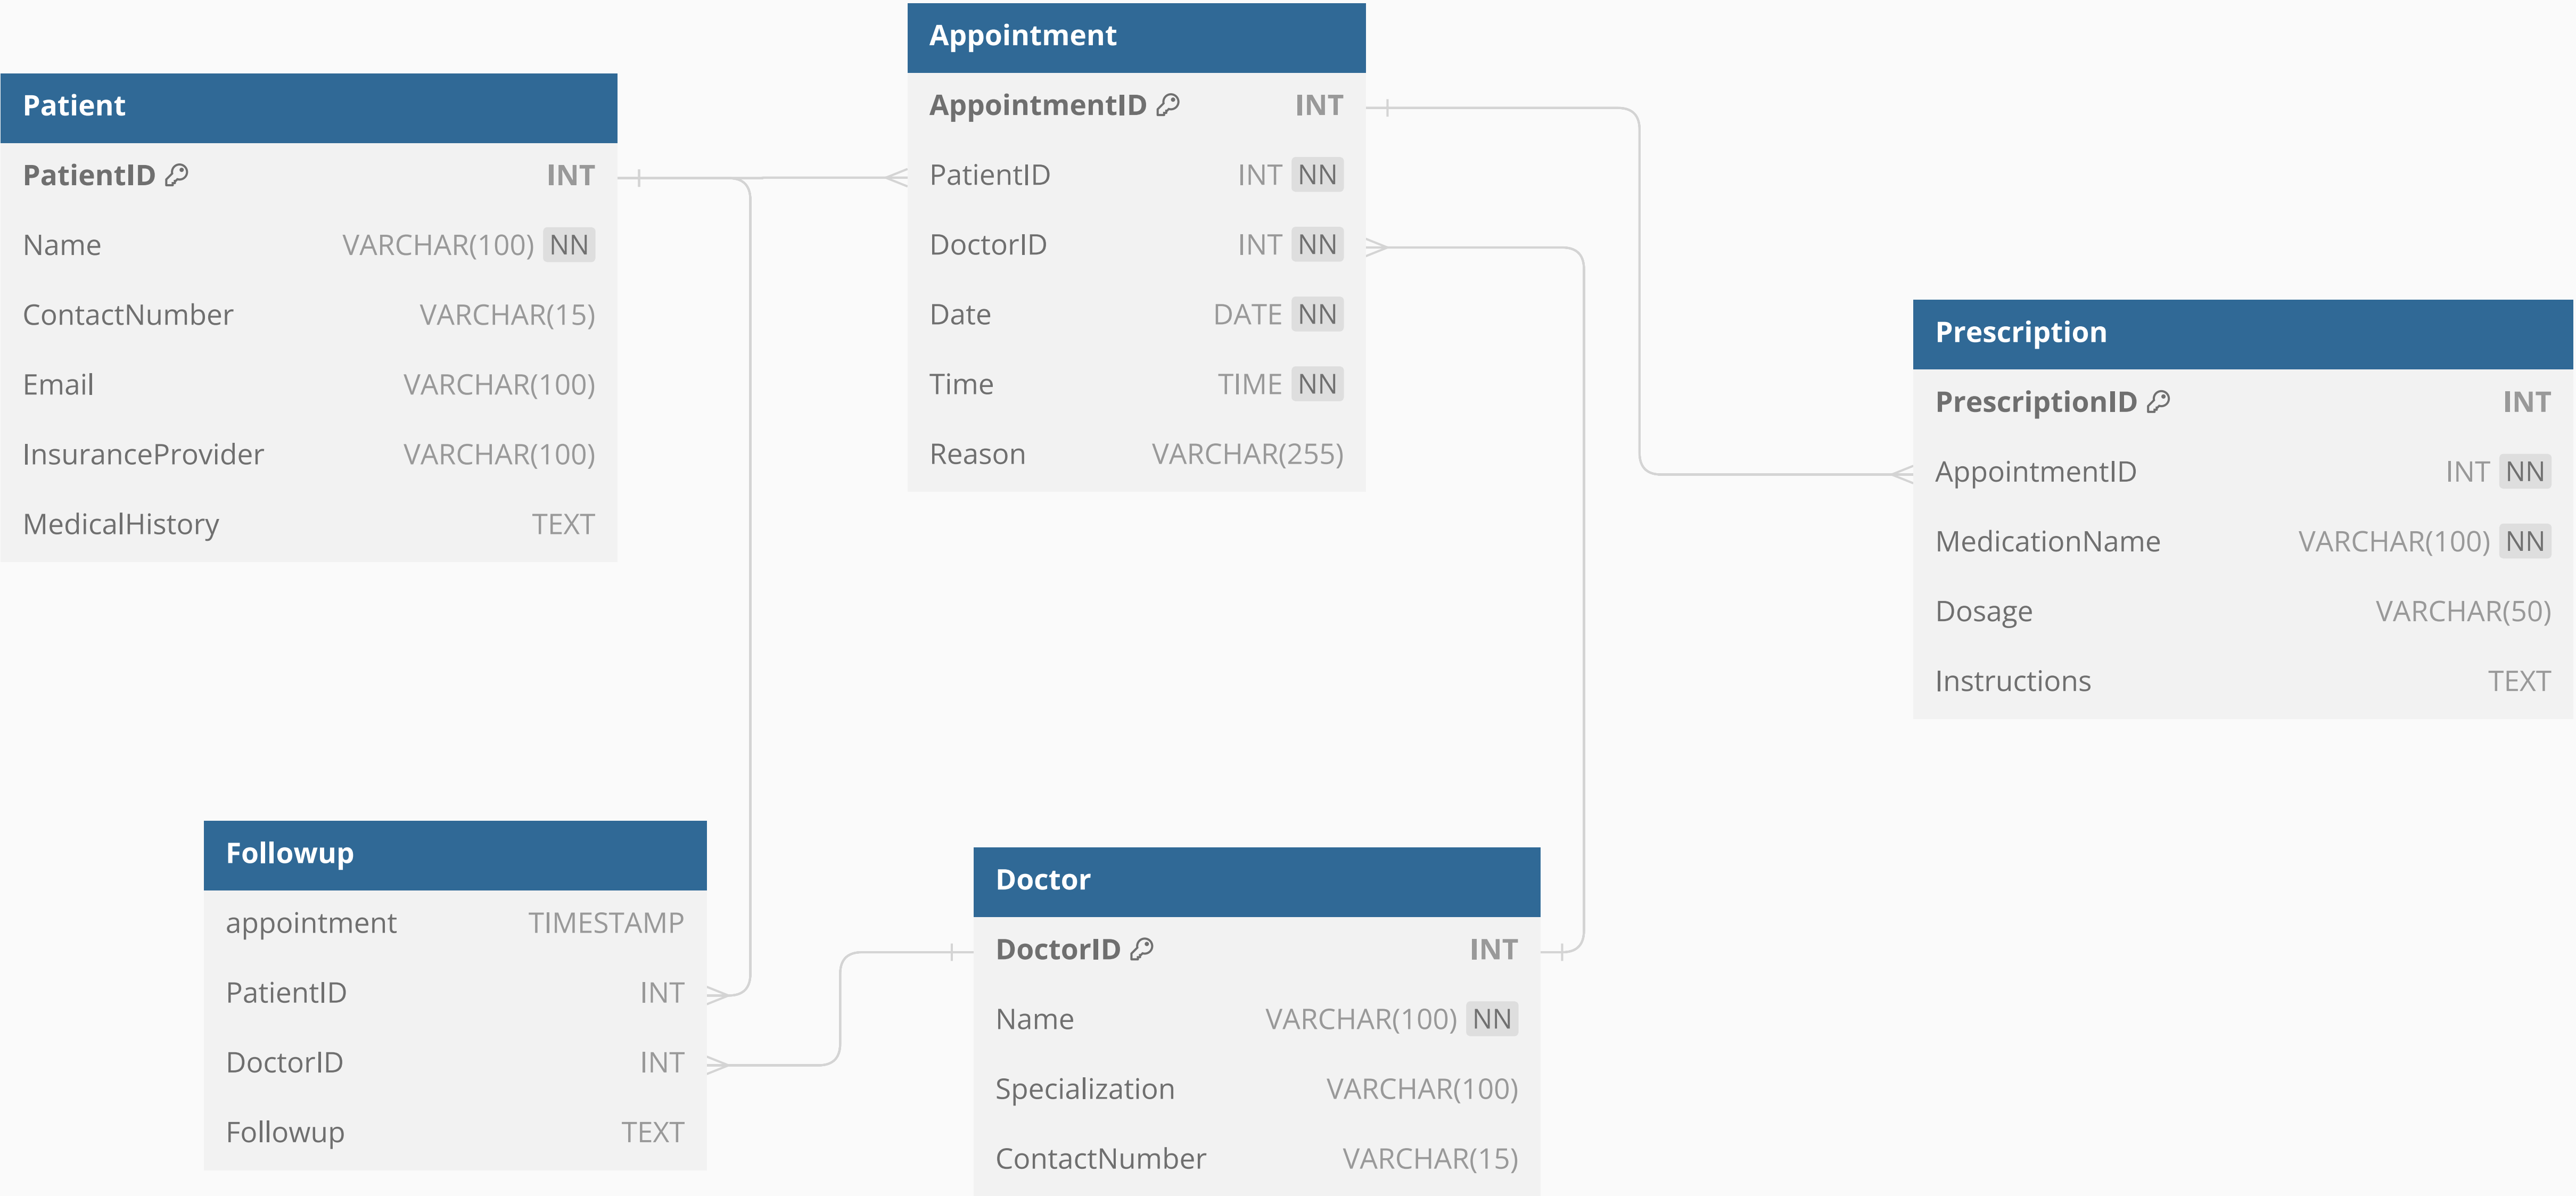 Patient
PatientID INT
Name VARCHAR(100) NN
ContactNumber VARCHAR(15)
Email VARCHAR(100)
InsuranceProvider VARCHAR(100)
MedicalHistory TEXT
Appointment
AppointmentID INT
PatientID INT NN
DoctorID INT NN
Date DATE NN
Time TIME NN
Reason VARCHAR(255)
Prescription
PrescriptionID INT
AppointmentID INT NN
MedicationName VARCHAR(100) NN
Dosage VARCHAR(50)
Instructions TEXT
Followup
appointment TIMESTAMP
PatientID INT
DoctorID INT
Followup TEXT
Doctor
DoctorID INT
Name VARCHAR(100) NN
Specialization VARCHAR(100)
ContactNumber VARCHAR(15)